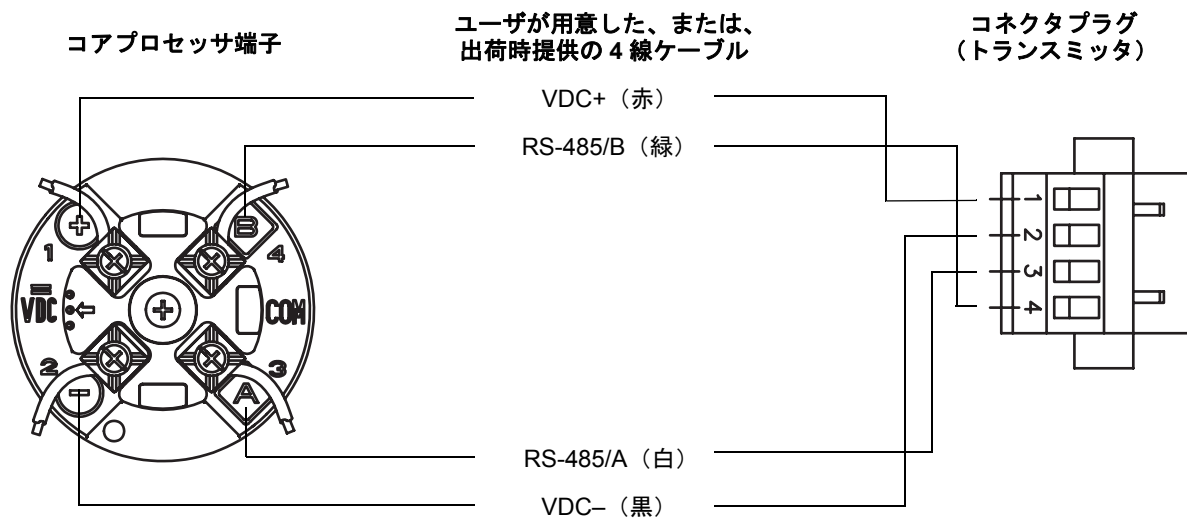 コアプロセッサ端子
ユーザが用意した、または、
出荷時提供の 4 線ケーブル
コネクタプラグ
（トランスミッタ）
VDC+（赤）
RS-485/B（緑）
+
B
1
4
VDC
COM
2
3
-
A
1
2
3
4
RS-485/A（白）
VDC–（黒）